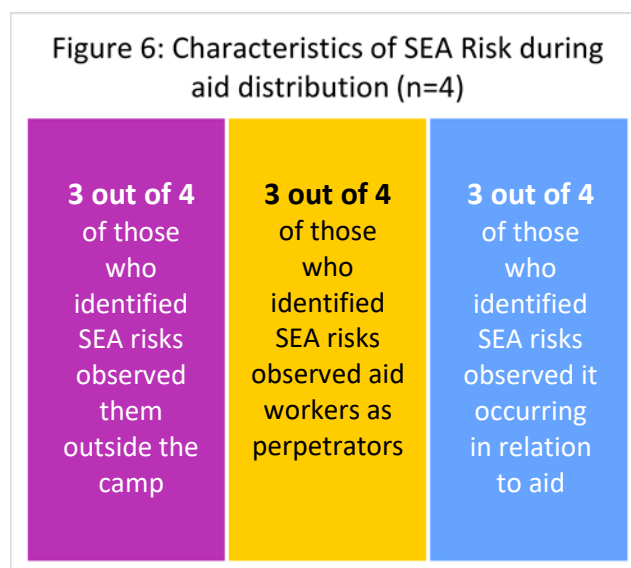 Figure 6: Characteristics of SEA Risk during
aid distribution (n=4)
3 out of 4
of those
who
identified
SEA risks
observed
them
outside the
camp
3 out of 4
of those
who
identified
SEA risks
observed aid
workers as
perpetrators
3 out of 4
of those
who
identified
SEA risks
observed it
occurring
in relation
to aid